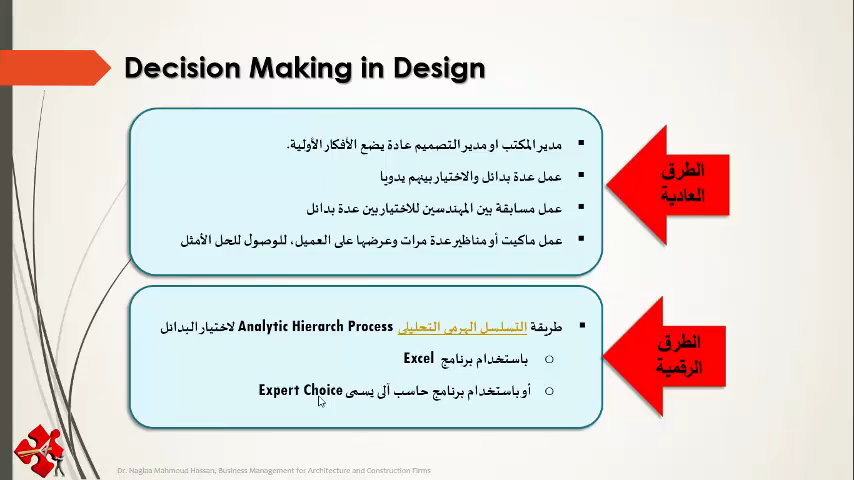 Decision Making in Design
مدير المكتب او مدير التصميم عادة يضع الأفكار الأولية.
عمل عدة بدائل والاختيار بينهم يدويا
عمل مسابقة بين المهندسين للاختيار بين عدة بدائل
عمل ماكيت أو مناظير عدة مرات وعرضها على العميل، للوصول للحل الأمثل
الطرق
العادية
طريقة التسلسل الهرمى التحليلى Analytic Hierarch Process لاختيار البدائل
باستخدام برنامج Excel
أو باستخدام برنامج حاسب آلى يسمى Expert Choice
الطرق
الرقمية
Dr. Naglaa Mahmoud Hassan, Business Management for Architecture and Construction Firms